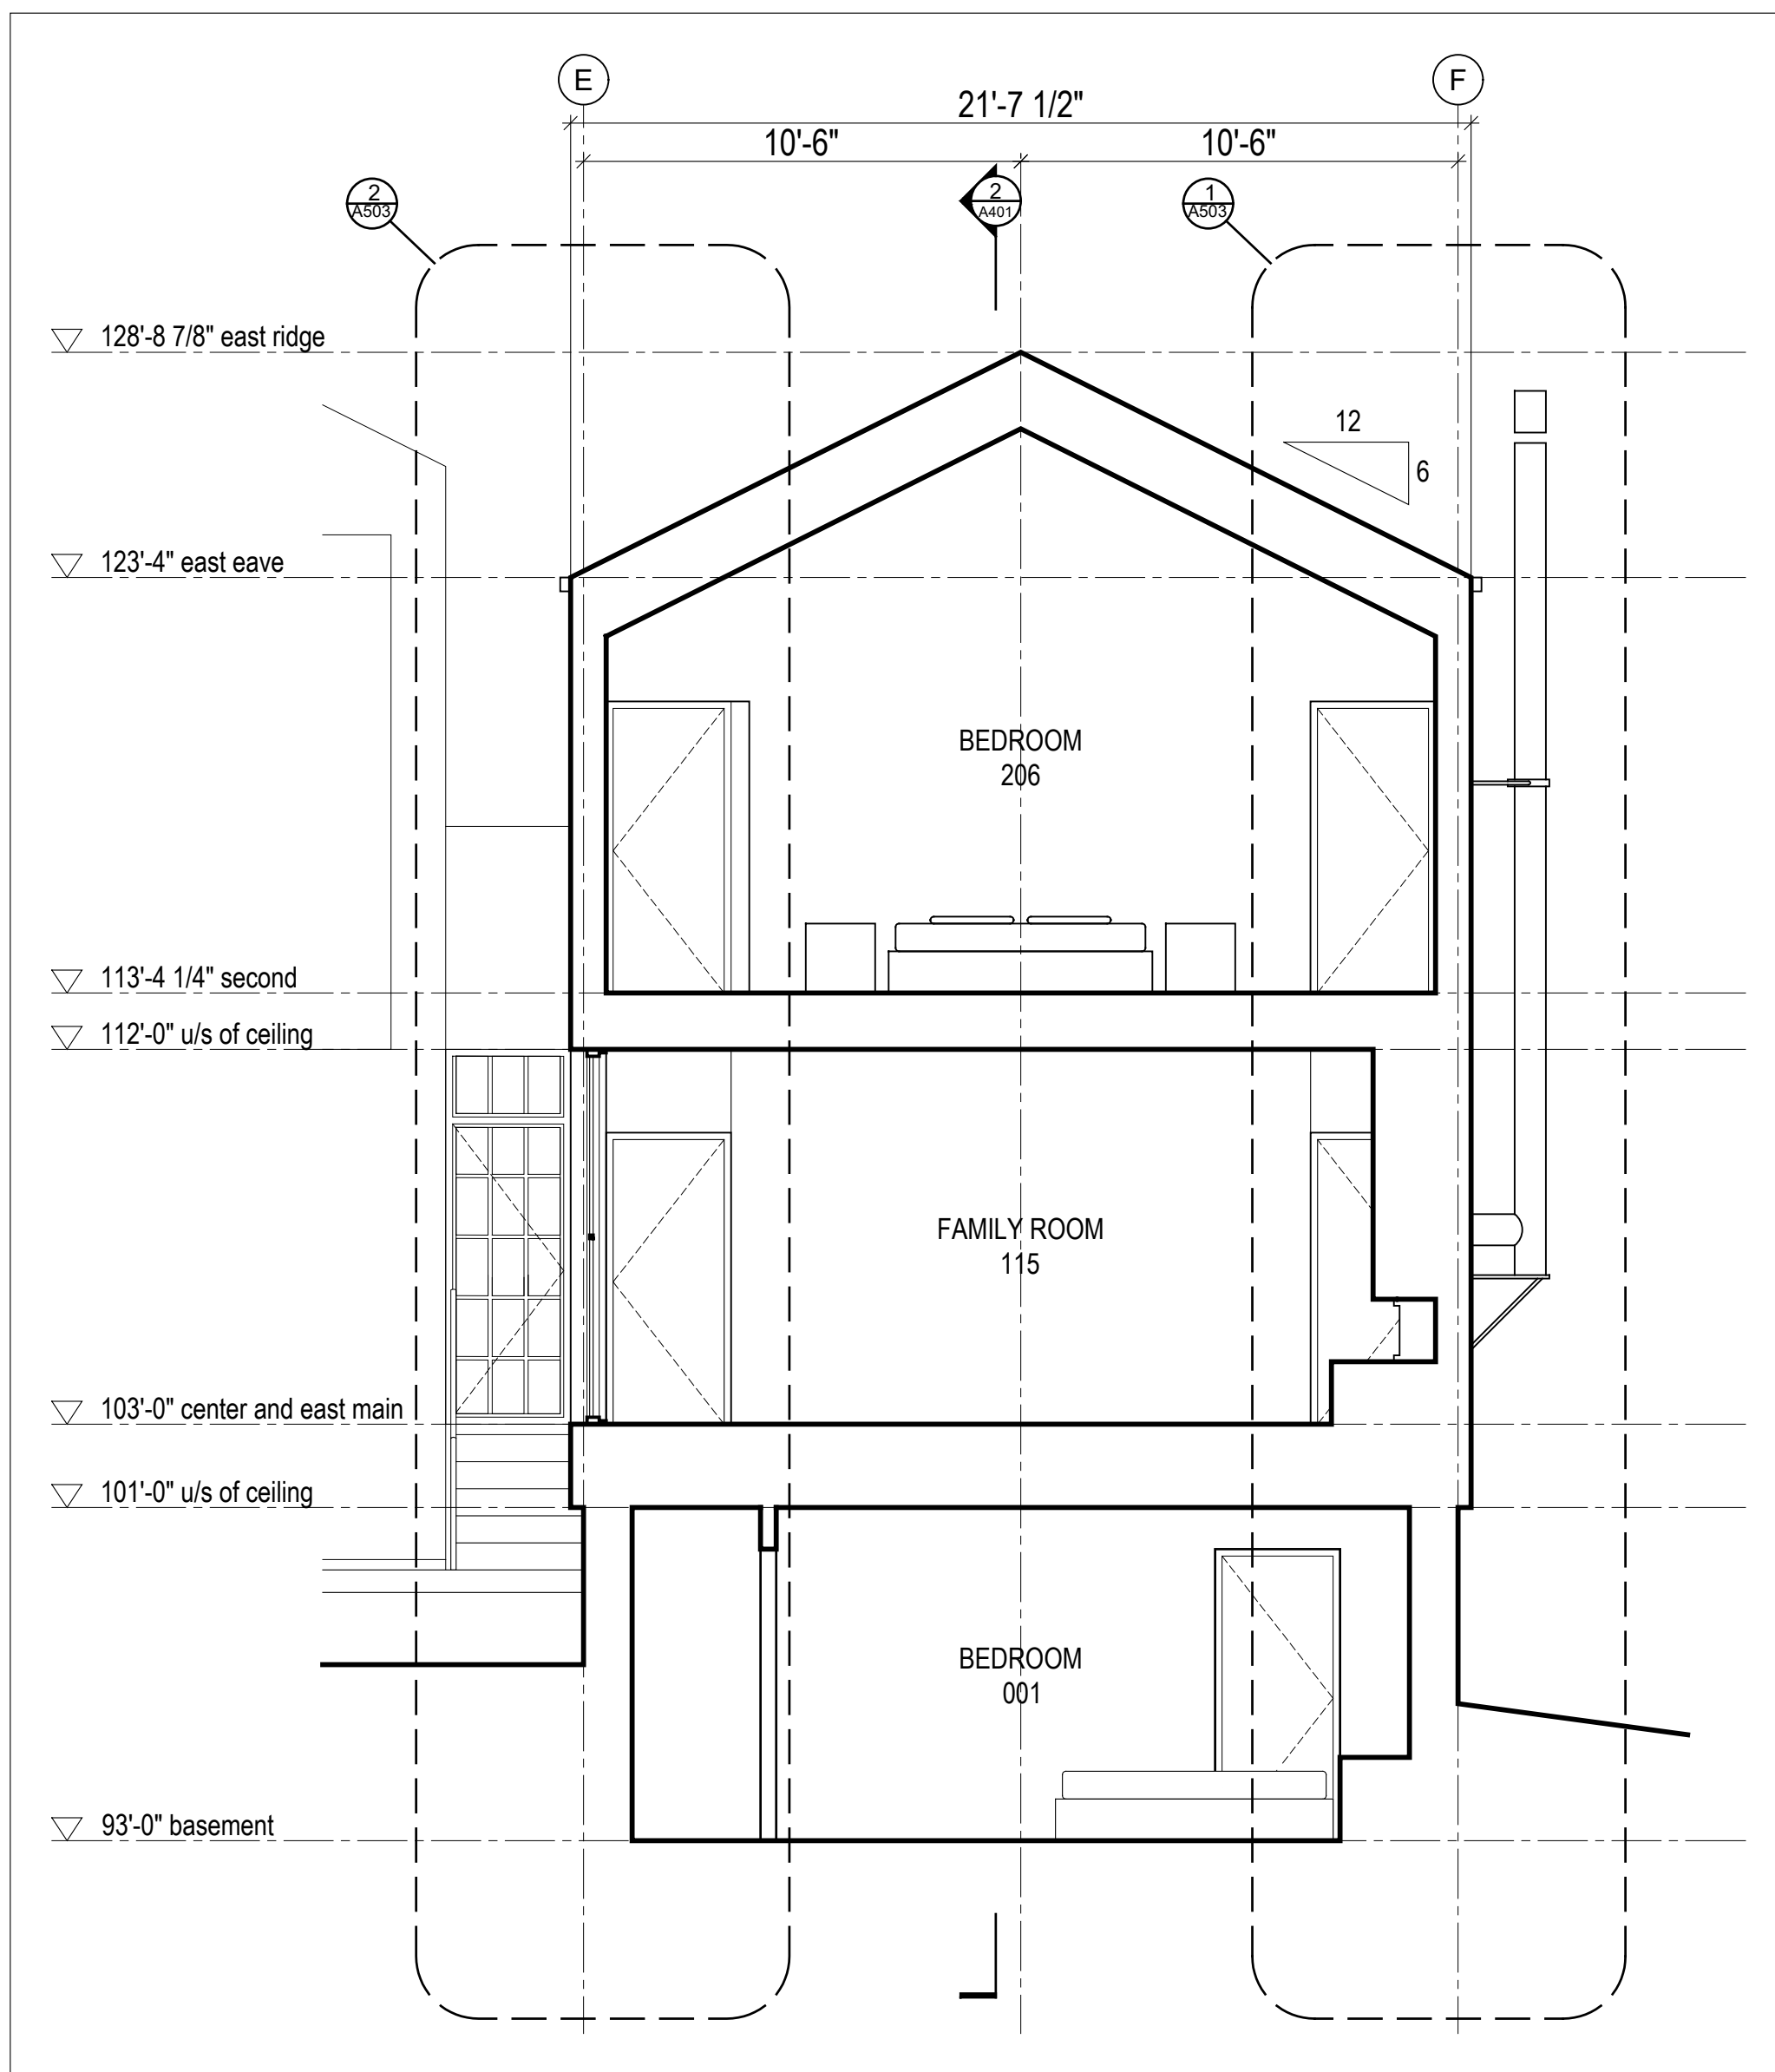 E
F
21'-7 1/2"
10'-6"
10'-6"
2
A503
2
A401
1
A503
128'-8 7/8" east ridge
12
6
123'-4" east eave
BEDROOM
206
113'-4 1/4" second
112'-0" u/s of ceiling
FAMILY ROOM
115
103'-0" center and east main
101'-0" u/s of ceiling
BEDROOM
001
93'-0" basement